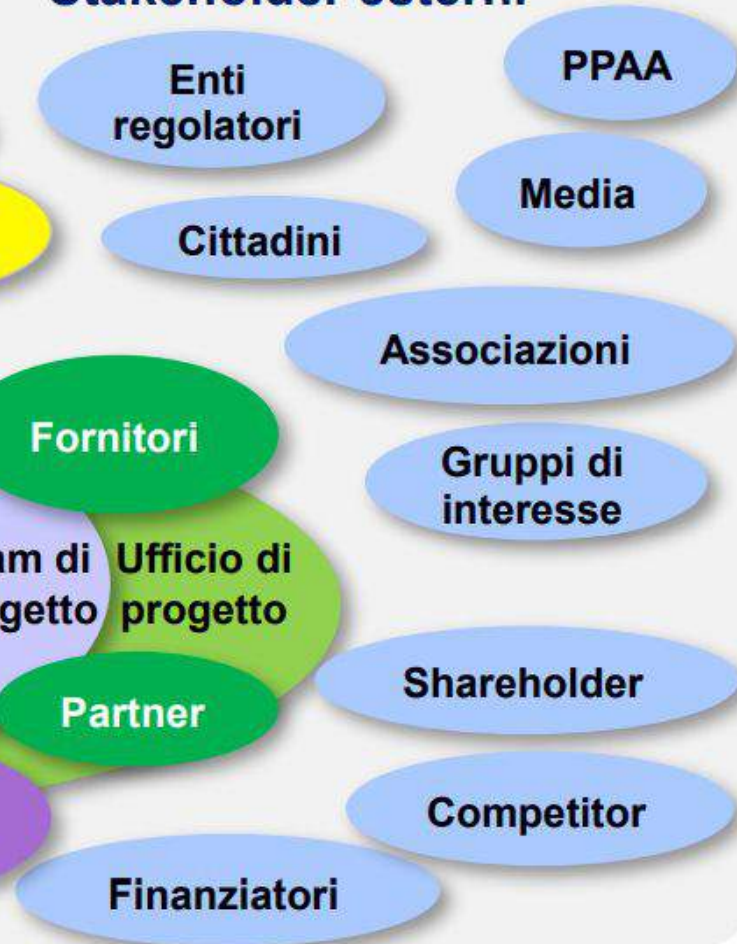 Enti
regolatori
PPAA
Media
Cittadini
Associazioni
Fornitori
Gruppi di
interesse
Ufficio di
progetto
Shareholder
Partner
Competitor
Finanziatori